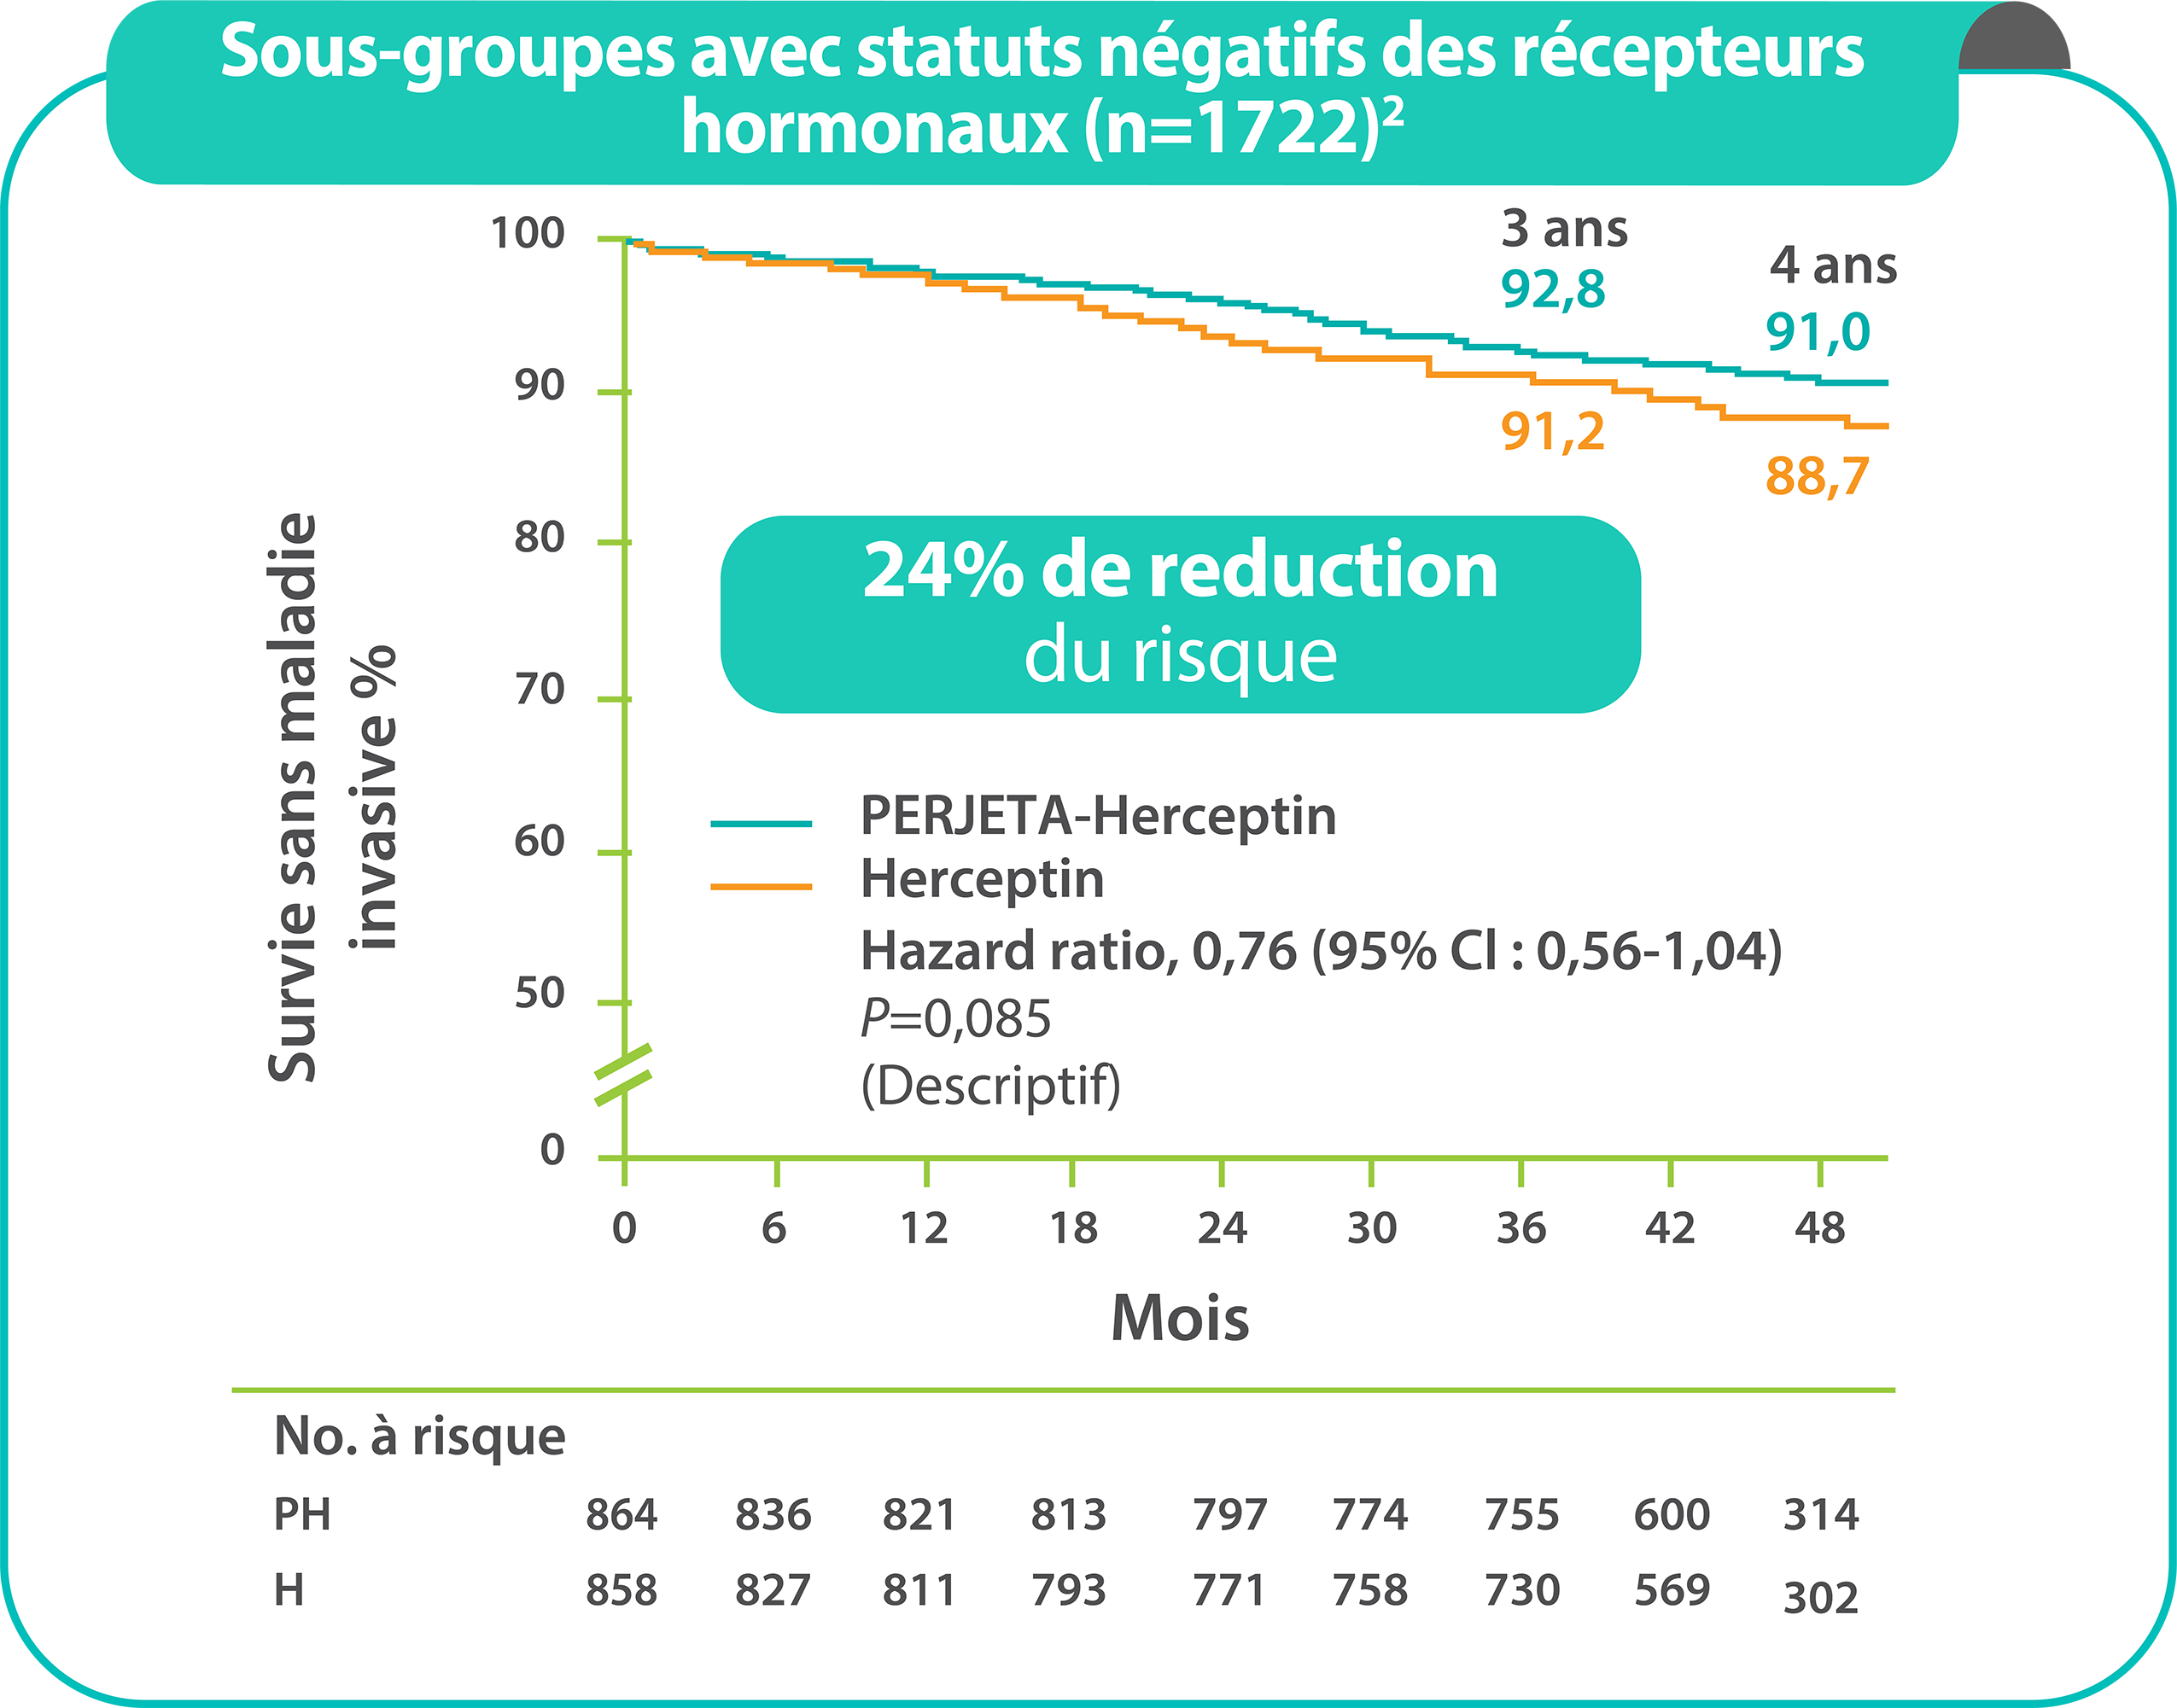 Sous-groupes avec statuts négatifs des récepteurs
hormonaux (n=1722)²
3 ans
92,8
4 ans
91,0
91,2
88,7
100
90
80
70
60
50
0
Survie sans maladie
invasive %
24% de reduction
du risque
PERJETA-Herceptin
Herceptin
Hazard ratio, 0,76 (95% Cl : 0,56-1,04)
P=0,085
(Descriptif)
0 6 12 18 24 30 36 42 48
Mois
No. à risque
PH 864 836 821 813 797 774 755 600 314
H 858 827 811 793 771 758 730 569 302